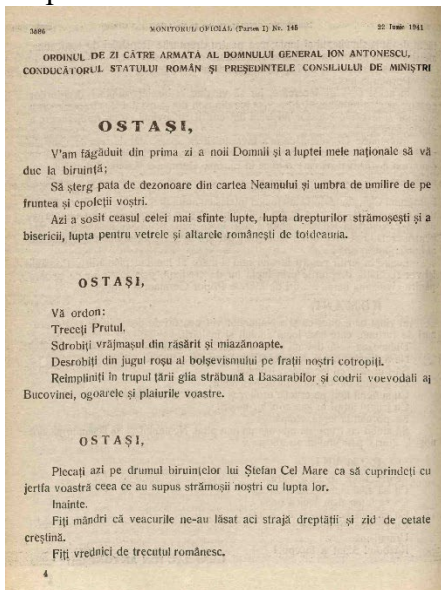 3686 MONITORUL OFICIAL (Partea I) Nr. 145 22 Iunie 1941
ORDINUL DE ZI CĂTRE ARMATĂ AL DOMNULUI GENERAL ION ANTONESCU,
CONDUCĂTORUL STATULUI ROMÂN ȘI PREȘEDINTELE CONSILIULUI DE MINIȘTRI
OSTAȘI,
V'am făgăduit din prima zi a noii Domnii și a luptei mele naționale să vă
duc la biruință;
Să șterg pata de dezonoare din cartea Neamului și umbra de umilire de pe
fruntea și epoleții voștri.
Azi a sosit ceasul celei mai sfinte lupte, lupta drepturilor strămoșești și a
bisericii, lupta pentru vetrele și altarele românești de totdeauna.
OSTAȘI,
Vă ordon:
Treceți Prutul.
Sdrobiți vrăjmașul din răsărit și miazănoapte.
Desrobiți din jugul roșu al bolșevismului pe frații noștri cotropiți.
Reîmpliniți în trupul țării glia străbună a Basarabilor și codrii voevodali ai
Bucovinei, ogoarele și plaiurile voastre.
OSTAȘI,
Plecați azi pe drumul biruințelor lui Ștefan Cel Mare ca să cuprindeți cu
jertfa voastră ceea ce au supus strămoșii noștri cu lupta lor.
Inainte.
Fiți mândri că veacurile ne-au lăsat aci strajă dreptății și zid de cetate
creștină.
Fiți vrednici de trecutul românesc.
4